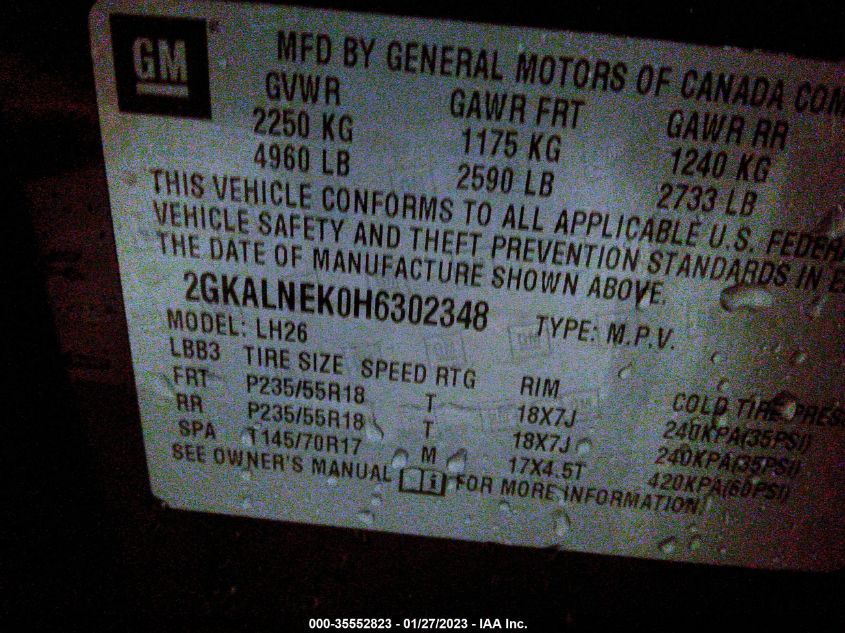 GM MFD BY GENERAL MOTORS OF CANADA COM
GVWR GAWR FRT GAWR RR
2250 KG 1175 KG 1240 KG
4960 LB 2590 LB 2733 LB
THIS VEHICLE CONFORMS TO ALL APPLICABLE U.S. FEDERA
VEHICLE SAFETY AND THEFT PREVENTION STANDARDS IN E
THE DATE OF MANUFACTURE SHOWN ABOVE.
2GKALNEK0H6302348 TYPE: M.P.V.
MODEL: LH26
LBB3 TIRE SIZE SPEED RTG RIM COLD TIRE PRESS
FRT P235/55R18 T 18X7J 240KPA(35PSI)
RR P235/55R18 T 18X7J 240KPA(35PSI)
SPA T145/70R17 M 17X4.5T 420KPA(60PSI)
SEE OWNER'S MANUAL FOR MORE INFORMATION.
000-35552823 - 01/27/2023 - IAA Inc.